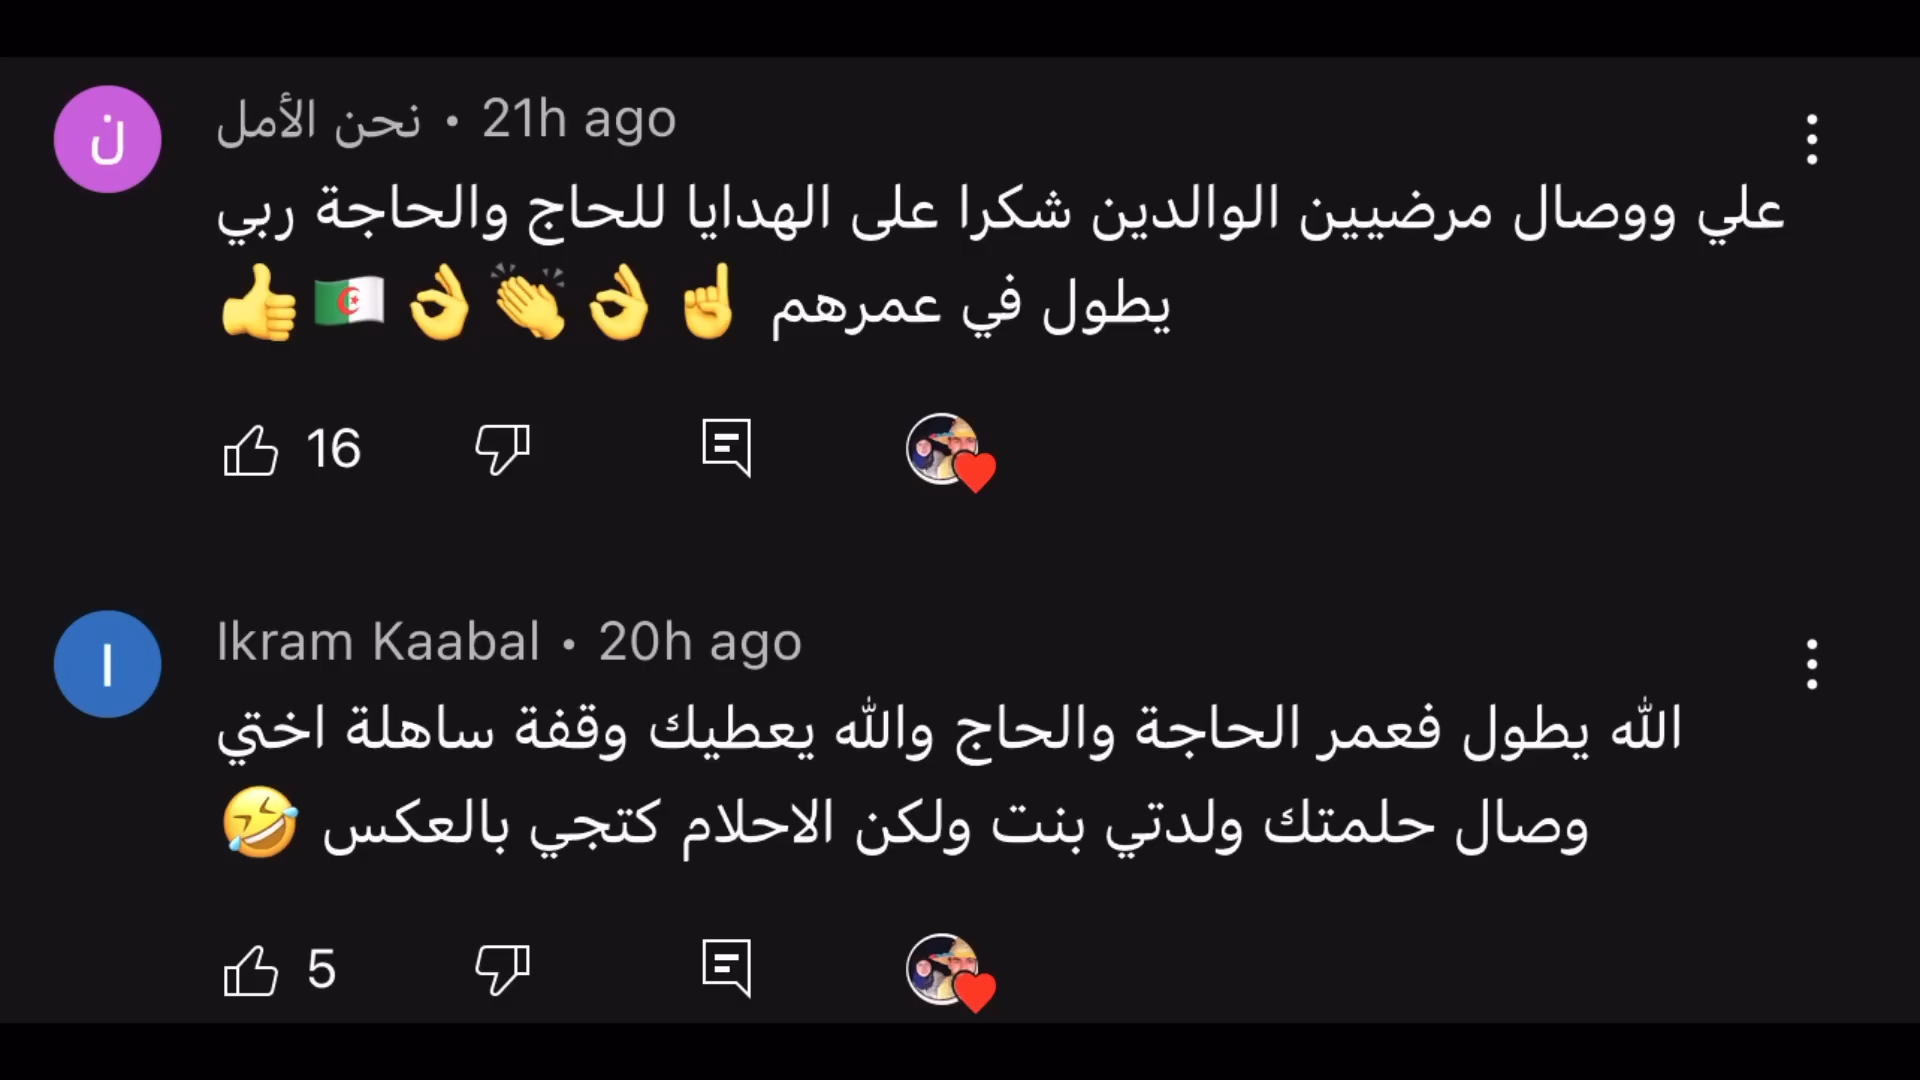 ن
نحن الأمل • 21h ago
علي ووصال مرضيين الوالدين شكرا على الهدايا للحاج والحاجة ربي
يطول في عمرهم ☝️👌👏👌🇩🇿👍
16
I
Ikram Kaabal • 20h ago
الله يطول فعمر الحاجة والحاج والله يعطيك وقفة ساهلة اختي
وصال حلمتك ولدتي بنت ولكن الاحلام كتجي بالعكس 🤣
5